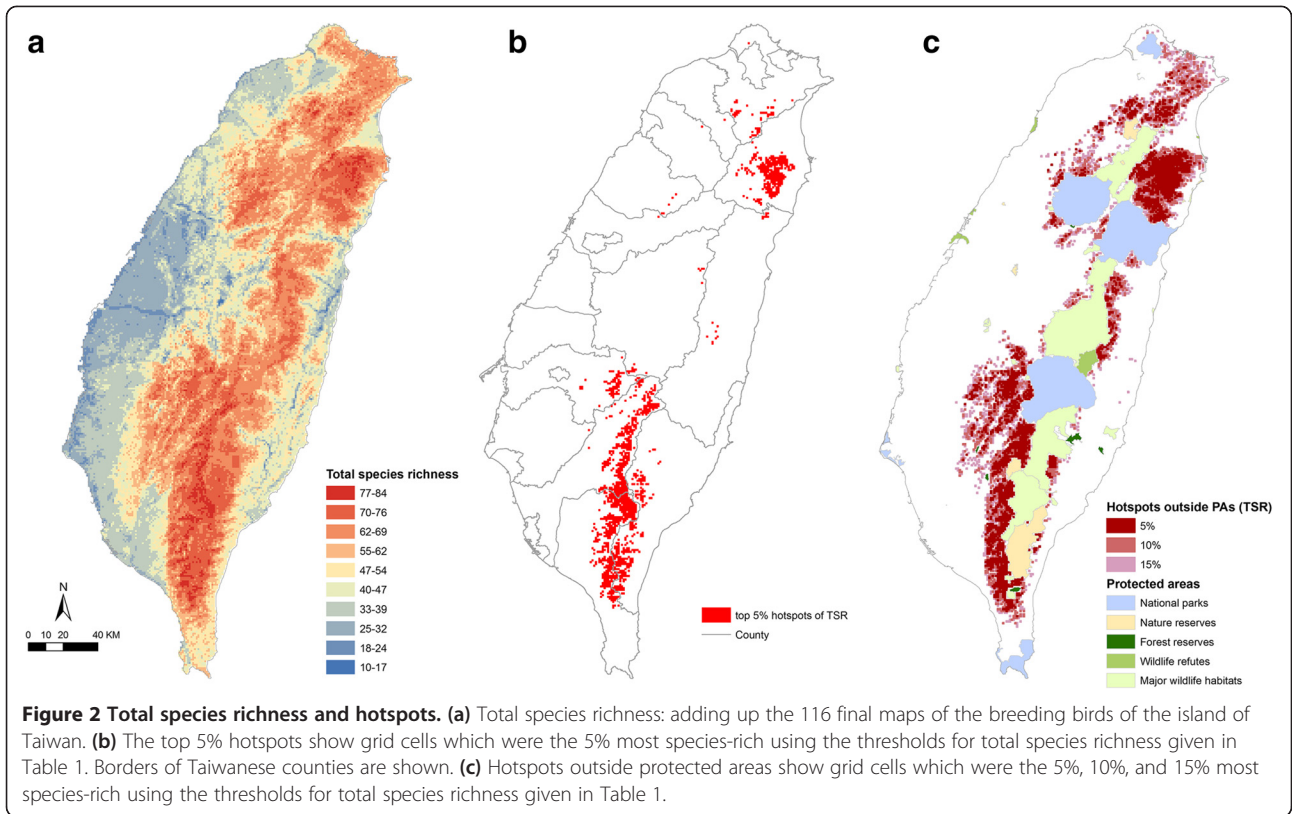 a
b
c
Total species richness
77-84
70-76
62-69
55-62
47-54
40-47
33-39
25-32
18-24
10-17
N
0 10 20 40 KM
top 5% hotspots of TSR
County
Hotspots outside PAs (TSR)
5%
10%
15%
Protected areas
National parks
Nature reserves
Forest reserves
Wildlife refutes
Major wildlife habitats
Figure 2 Total species richness and hotspots. (a) Total species richness: adding up the 116 final maps of the breeding birds of the island of
Taiwan. (b) The top 5% hotspots show grid cells which were the 5% most species-rich using the thresholds for total species richness given in
Table 1. Borders of Taiwanese counties are shown. (c) Hotspots outside protected areas show grid cells which were the 5%, 10%, and 15% most
species-rich using the thresholds for total species richness given in Table 1.